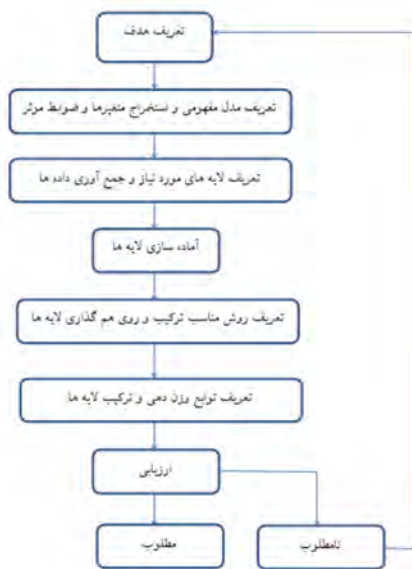 تعریف هدف
تعریف مدل مفهومی و استخراج متغیرها و ضوابط موثر
تعریف لایه های مورد نیاز و جمع آوری داده ها
آماده سازی لایه ها
تعریف روش مناسب ترکیب و روی هم گذاری لایه ها
تعریف توابع وزن دهی و ترکیب لایه ها
ارزیابی
مطلوب
نامطلوب